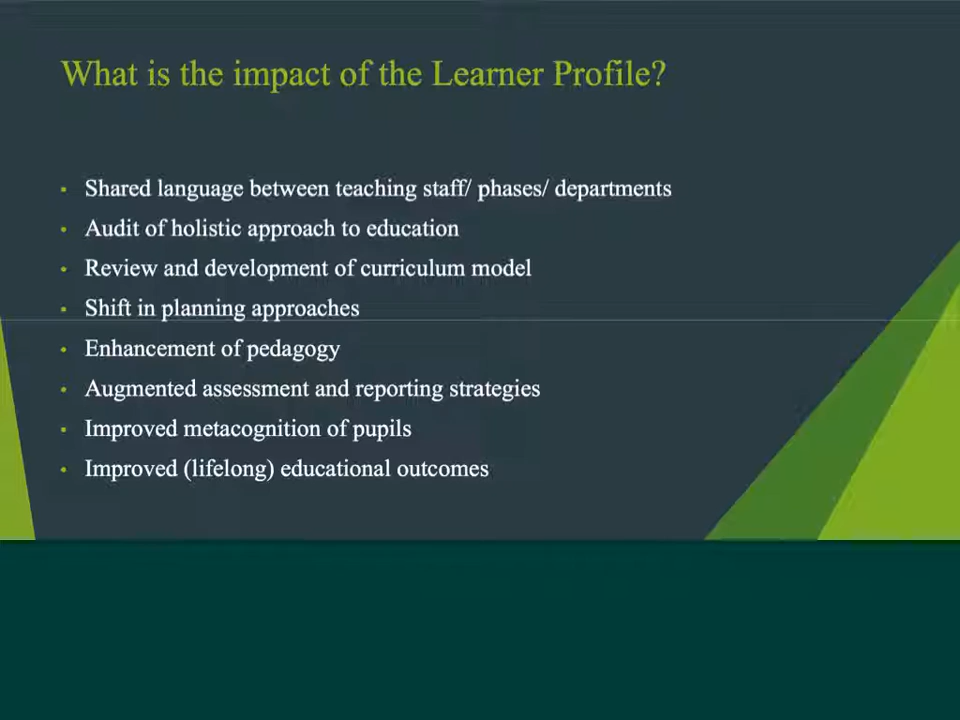 What is the impact of the Learner Profile?
Shared language between teaching staff/ phases/ departments
Audit of holistic approach to education
Review and development of curriculum model
Shift in planning approaches
Enhancement of pedagogy
Augmented assessment and reporting strategies
Improved metacognition of pupils
Improved (lifelong) educational outcomes